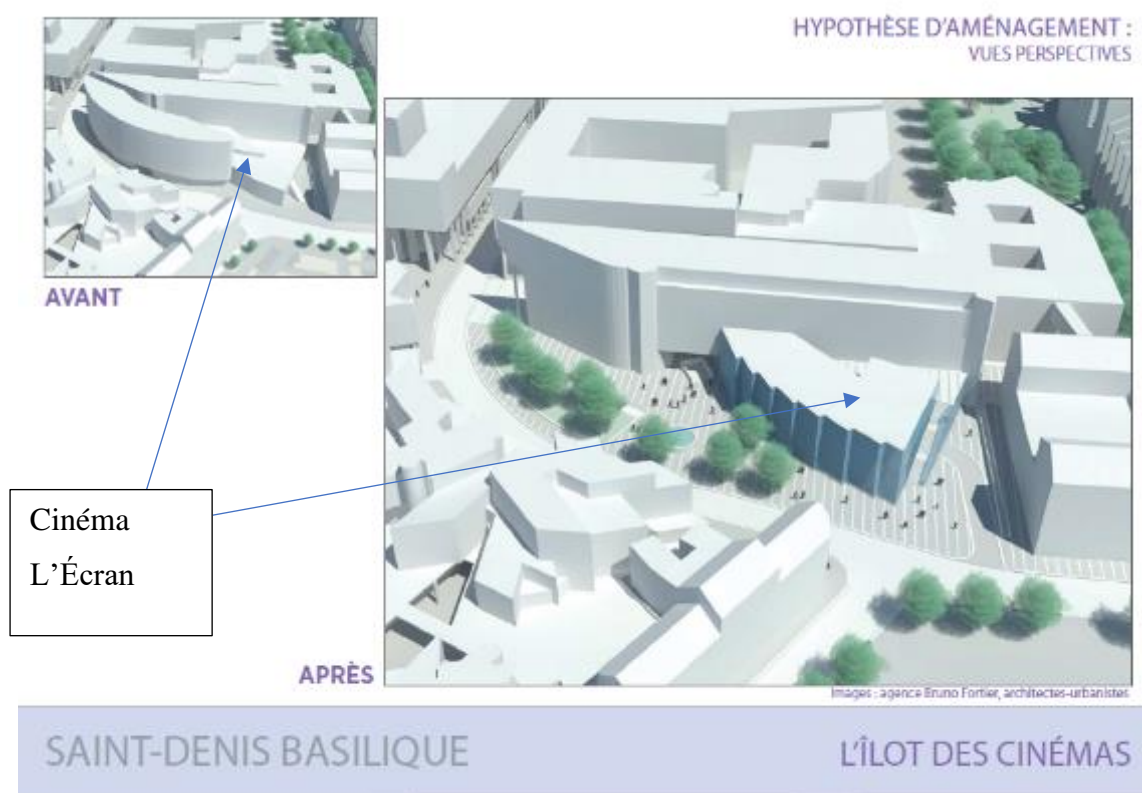 HYPOTHÈSE D'AMÉNAGEMENT :
VUES PERSPECTIVES
AVANT
Cinéma
L’Écran
APRÈS
Images : agence Bruno Fortier, architectes-urbanistes
SAINT-DENIS BASILIQUE
L'ÎLOT DES CINÉMAS